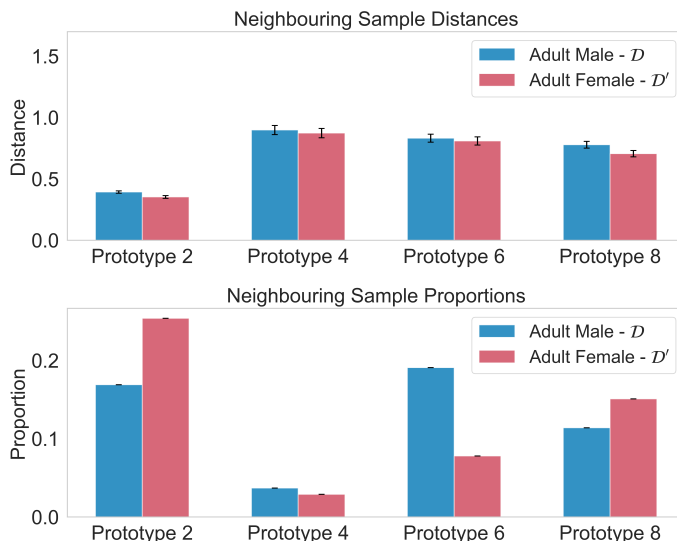 Neighbouring Sample Distances
1.5
1.0
0.5
0.0
Distance
Adult Male - 𝒟
Adult Female - 𝒟′
Prototype 2 Prototype 4 Prototype 6 Prototype 8
Neighbouring Sample Proportions
0.2
0.1
0.0
Proportion
Adult Male - 𝒟
Adult Female - 𝒟′
Prototype 2 Prototype 4 Prototype 6 Prototype 8